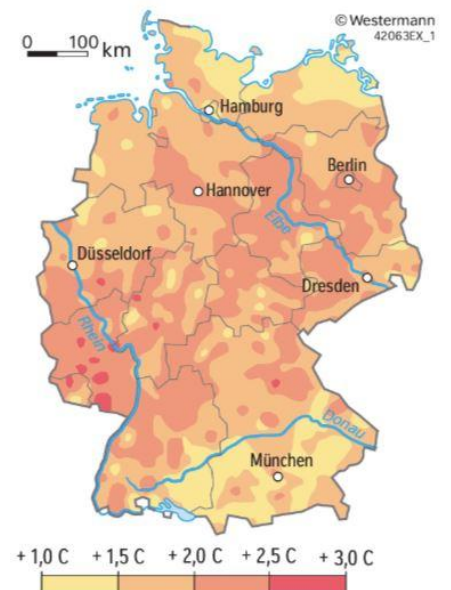 © Westermann
42063EX_1
0 100 km
Hamburg
Berlin
Hannover
Elbe
Düsseldorf
Dresden
Rhein
Donau
München
+ 1,0 C + 1,5 C + 2,0 C + 2,5 C + 3,0 C